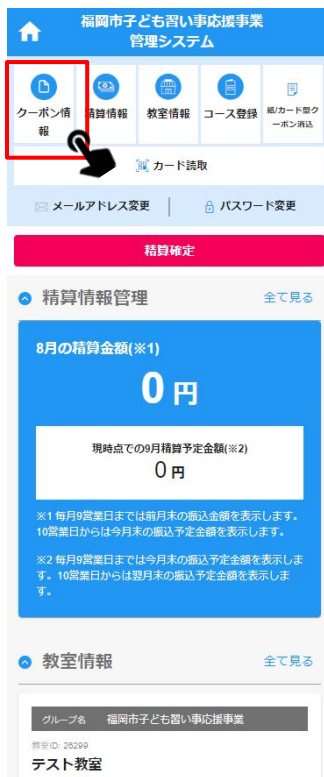 福岡市子ども習い事応援事業
管理システム
クーポン情
報
精算情報
教室情報
コース登録
紙/カード型ク
ーポン消込
カード読取
メールアドレス変更
パスワード変更
精算確定
精算情報管理
全て見る
8月の精算金額(※1)
0 円
現時点での9月精算予定金額(※2)
0 円
※1 毎月9営業日までは前月末の振込金額を表示します。
10営業日からは今月末の振込予定金額を表示します。
※2 毎月9営業日までは今月末の振込予定金額を表示しま
す。10営業日からは翌月末の振込予定金額を表示しま
す。
教室情報
全て見る
グループ名 福岡市子ども習い事応援事業
教室ID: 26299
テスト教室